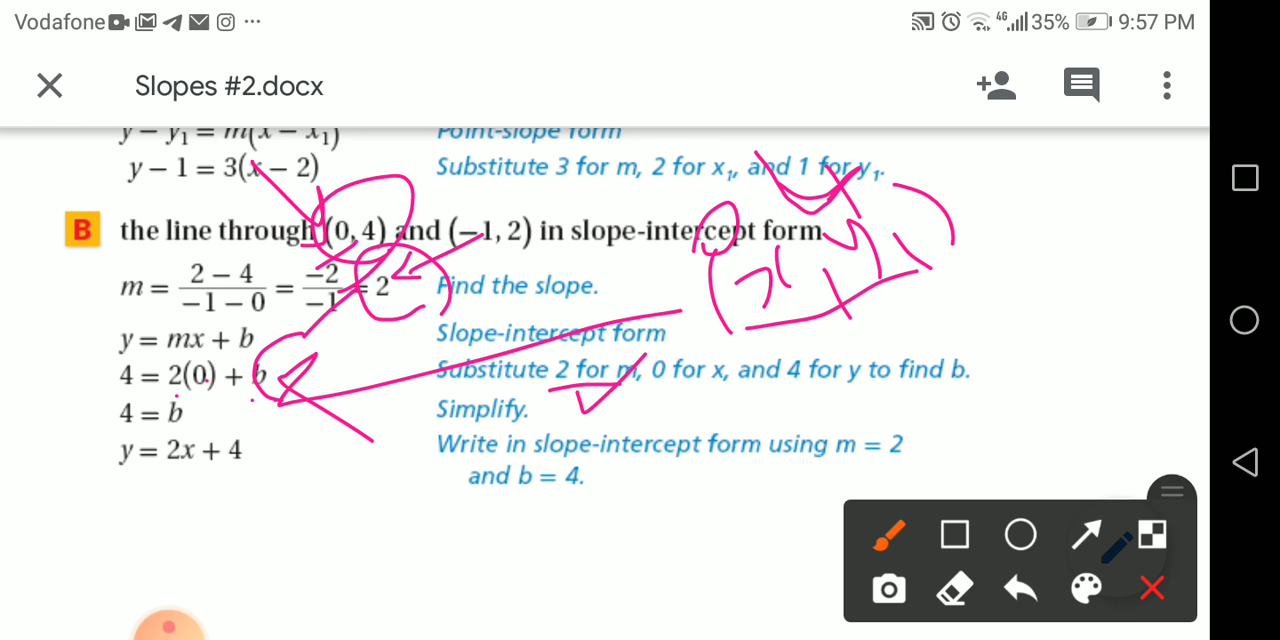 Vodafone 4G 35% 9:57 PM
Slopes #2.docx
y − y₁ = m(x − x₁) Point-slope form
y − 1 = 3(x − 2) Substitute 3 for m, 2 for x₁, and 1 for y₁.
B the line through (0, 4) and (−1, 2) in slope-intercept form
m = (2 − 4)/(−1 − 0) = −2/−1 = 2 Find the slope.
y = mx + b Slope-intercept form
4 = 2(0) + b Substitute 2 for m, 0 for x, and 4 for y to find b.
4 = b Simplify.
y = 2x + 4 Write in slope-intercept form using m = 2
and b = 4.